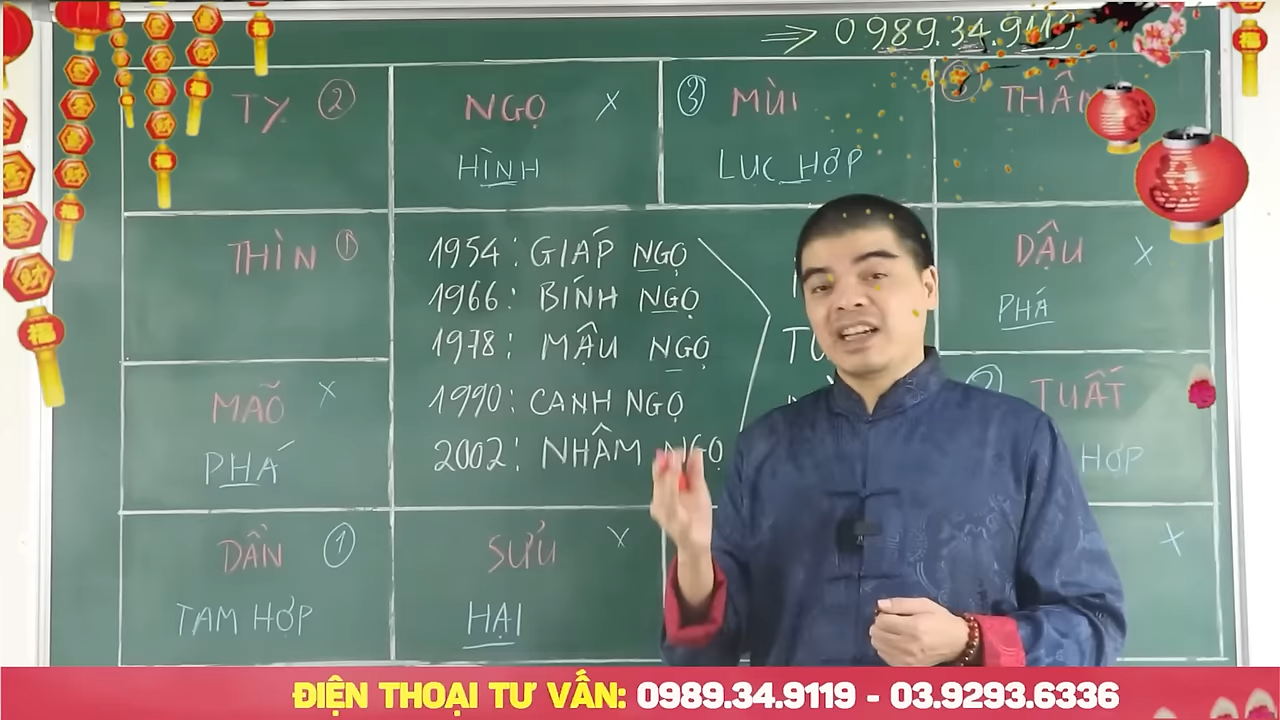 ⇒ 0989.34.9119
TỴ ②
NGỌ X
HÌNH
③ MÙI
LỤC HỢP
THÂN
THÌN Ⓑ
1954: GIÁP NGỌ
1966: BÍNH NGỌ
1978: MẬU NGỌ
1990: CANH NGỌ
2002: NHÂM NGỌ
DẬU X
PHÁ
MÃO X
PHÁ
② TUẤT
HỢP
DẦN ①
TAM HỢP
SỬU X
HẠI
X
ĐIỆN THOẠI TƯ VẤN: 0989.34.9119 - 03.9293.6336